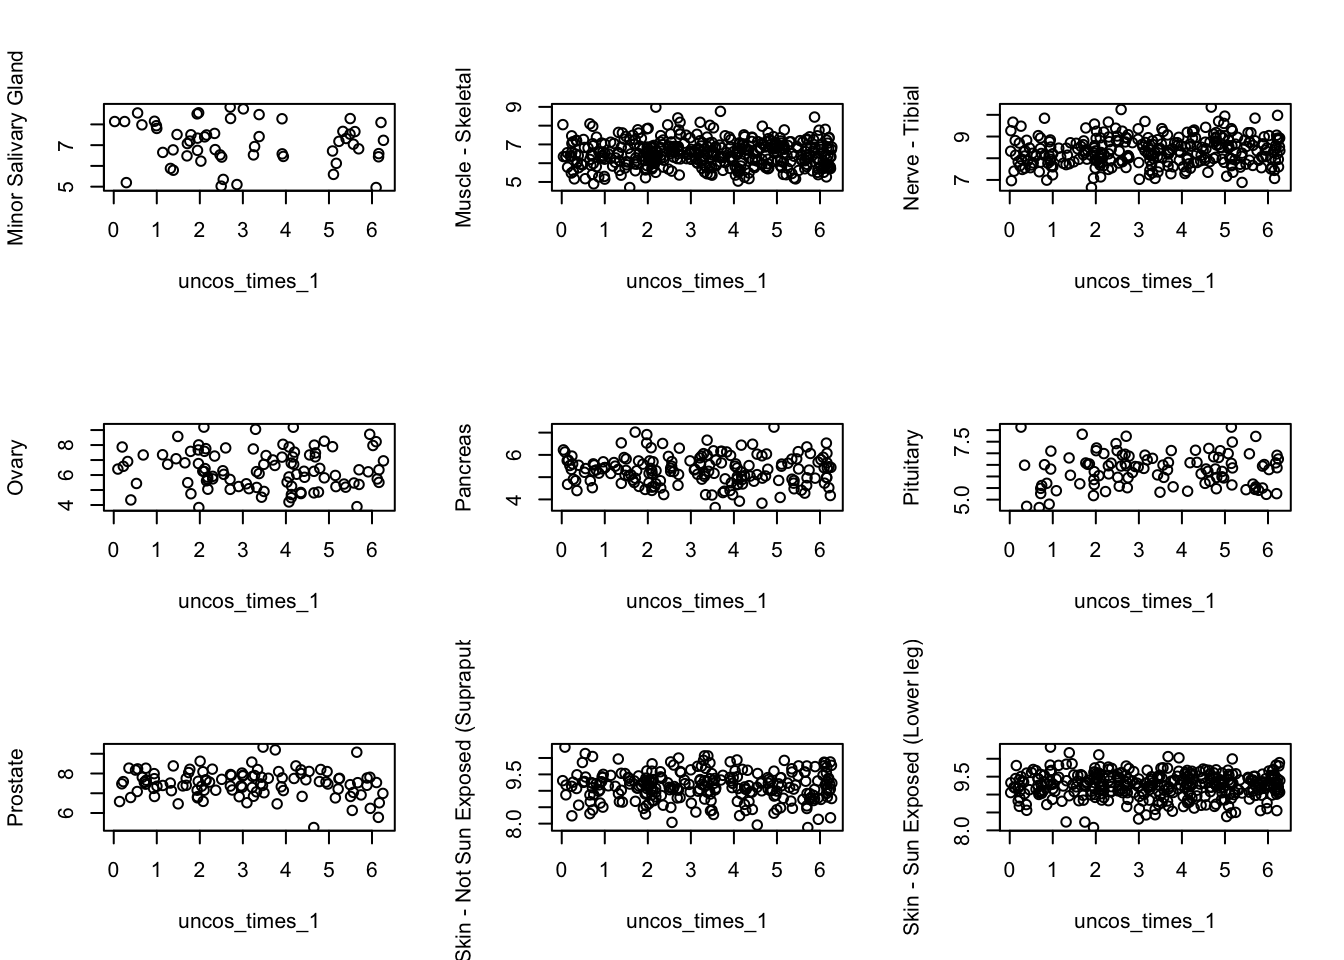 Minor Salivary Gland
5 7
0 1 2 3 4 5 6
uncos_times_1
Muscle - Skeletal
5 7 9
0 1 2 3 4 5 6
uncos_times_1
Nerve - Tibial
7 9
0 1 2 3 4 5 6
uncos_times_1
Ovary
4 6 8
0 1 2 3 4 5 6
uncos_times_1
Pancreas
4 6
0 1 2 3 4 5 6
uncos_times_1
Pituitary
5.0 7.5
0 1 2 3 4 5 6
uncos_times_1
Prostate
6 8
0 1 2 3 4 5 6
uncos_times_1
Skin - Not Sun Exposed (Suprapub
8.0 9.5
0 1 2 3 4 5 6
uncos_times_1
Skin - Sun Exposed (Lower leg)
8.0 9.5
0 1 2 3 4 5 6
uncos_times_1